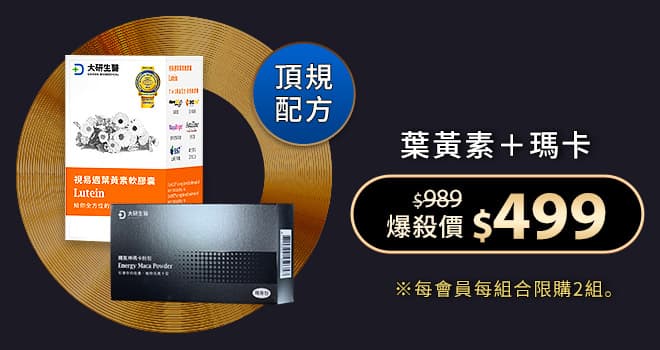 頂規
配方
大研生醫
視易適葉黃素軟膠囊
Lutein
大研生醫
Energy Maca Powder
葉黃素＋瑪卡
$989
爆殺價 $499
※每會員每組合限購2組。